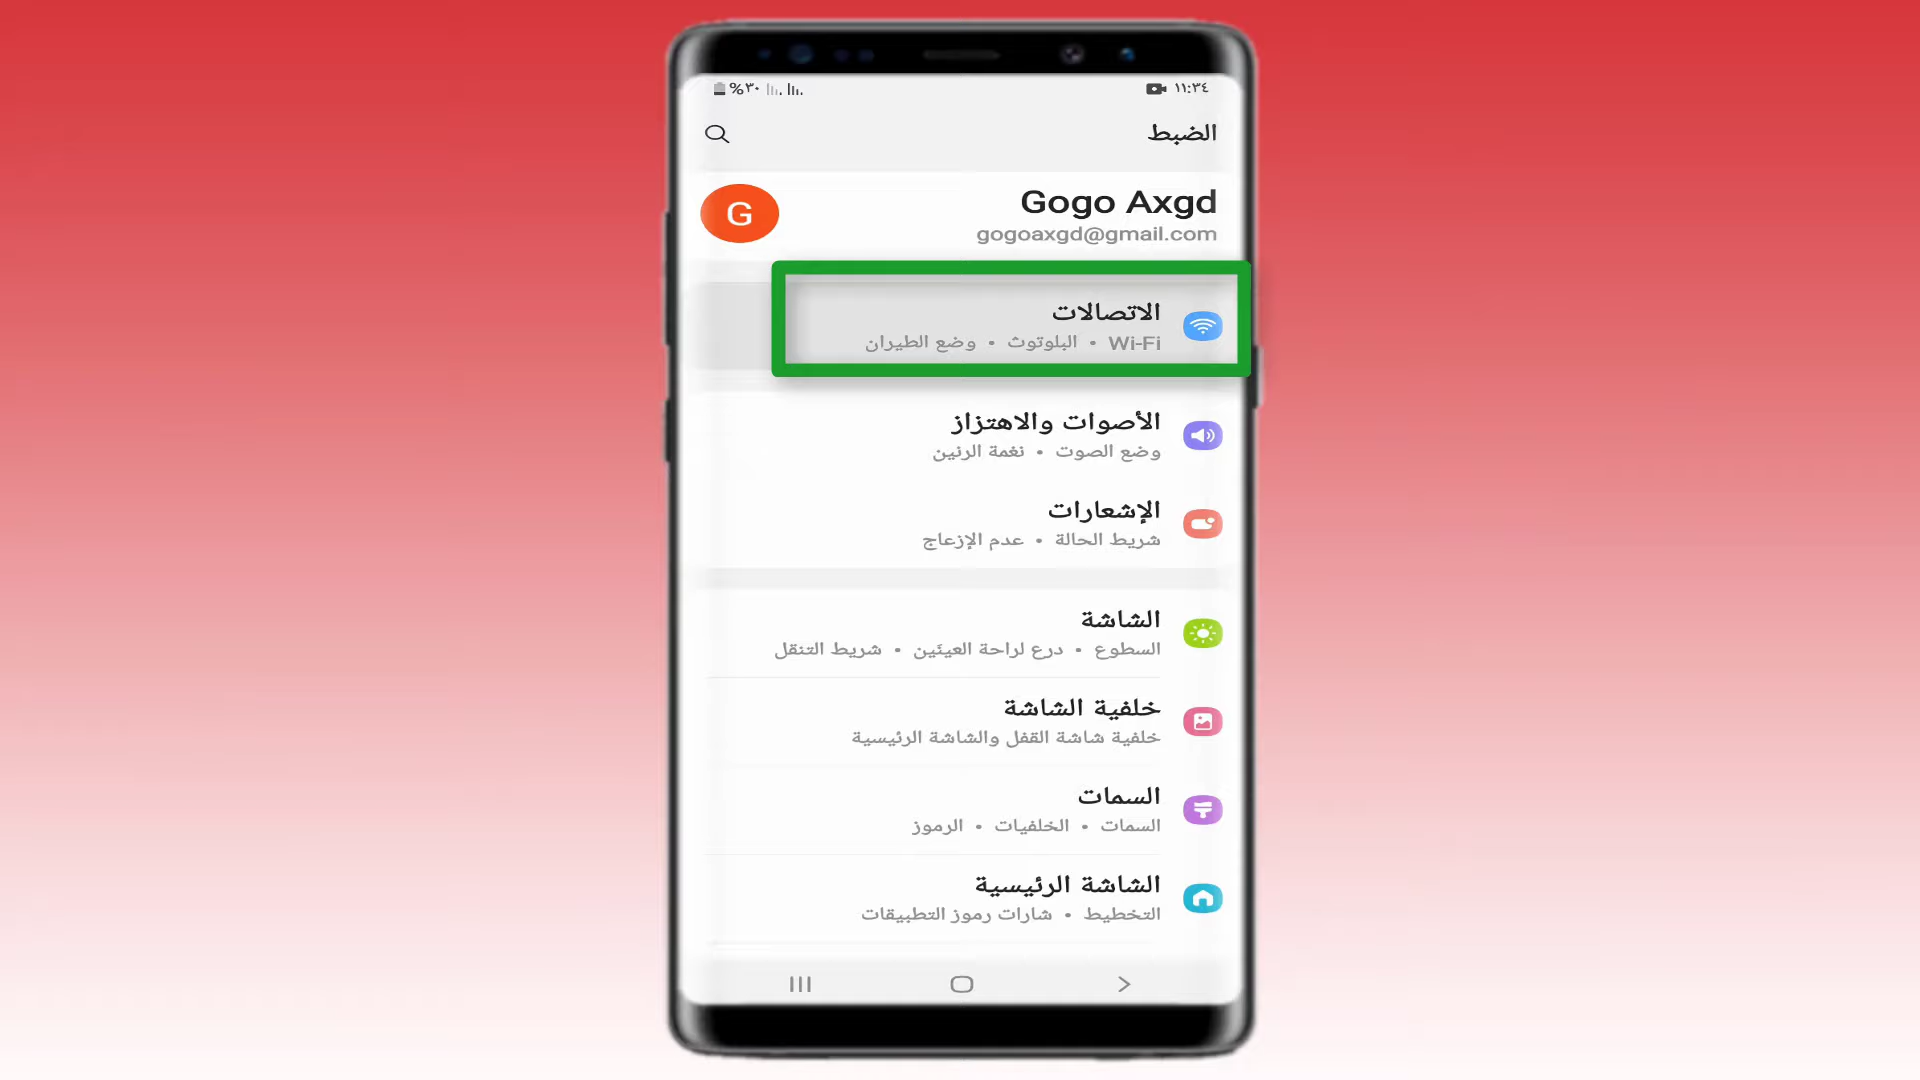 ١١:٣٤ %٣٠
الضبط
Gogo Axgd
G
gogoaxgd@gmail.com
الاتصالات
Wi-Fi • البلوتوث • وضع الطيران
الأصوات والاهتزاز
وضع الصوت • نغمة الرنين
الإشعارات
شريط الحالة • عدم الإزعاج
الشاشة
السطوع • درع لراحة العينَين • شريط التنقل
خلفية الشاشة
خلفية شاشة القفل والشاشة الرئيسية
السمات
السمات • الخلفيات • الرموز
الشاشة الرئيسية
التخطيط • شارات رموز التطبيقات